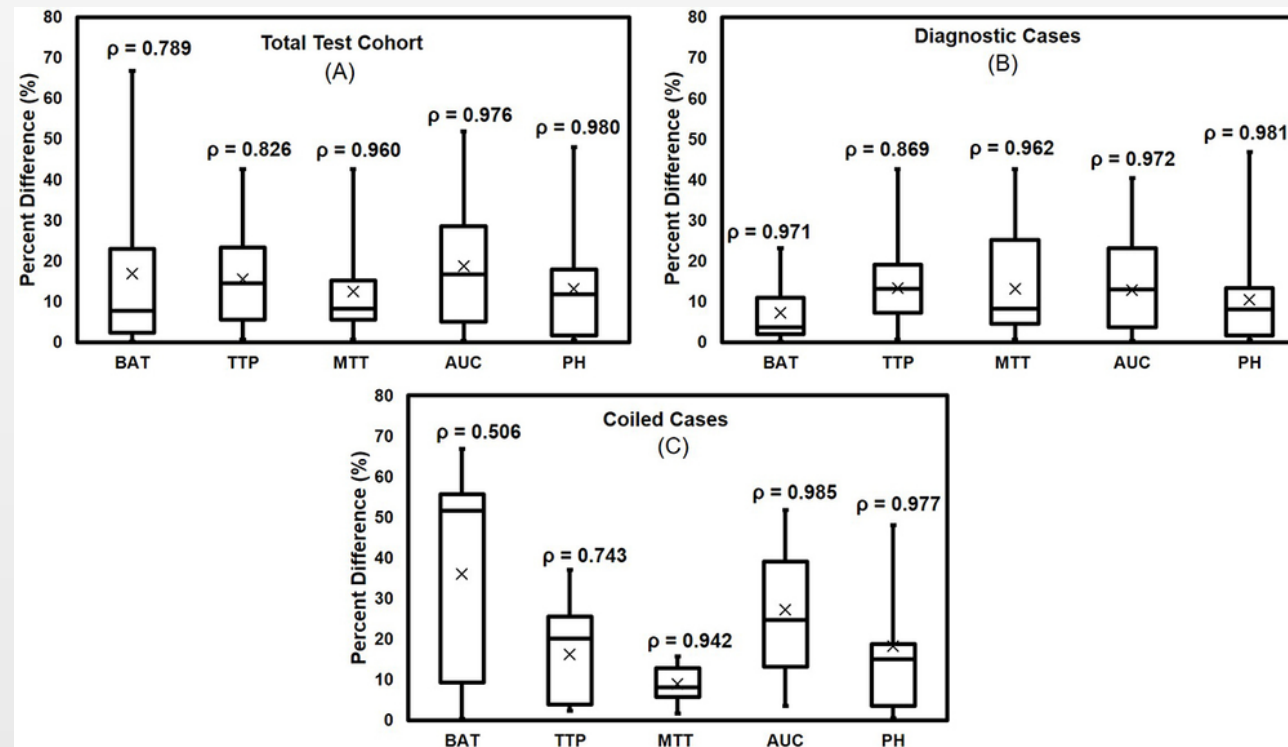 Total Test Cohort
(A)
Percent Difference (%)
80
70
60
50
40
30
20
10
0
ρ = 0.789
ρ = 0.826
ρ = 0.960
ρ = 0.976
ρ = 0.980
BAT TTP MTT AUC PH
Diagnostic Cases
(B)
Percent Difference (%)
80
70
60
50
40
30
20
10
0
ρ = 0.971
ρ = 0.869
ρ = 0.962
ρ = 0.972
ρ = 0.981
BAT TTP MTT AUC PH
Coiled Cases
(C)
Percent Difference (%)
80
70
60
50
40
30
20
10
0
ρ = 0.506
ρ = 0.743
ρ = 0.942
ρ = 0.985
ρ = 0.977
BAT TTP MTT AUC PH